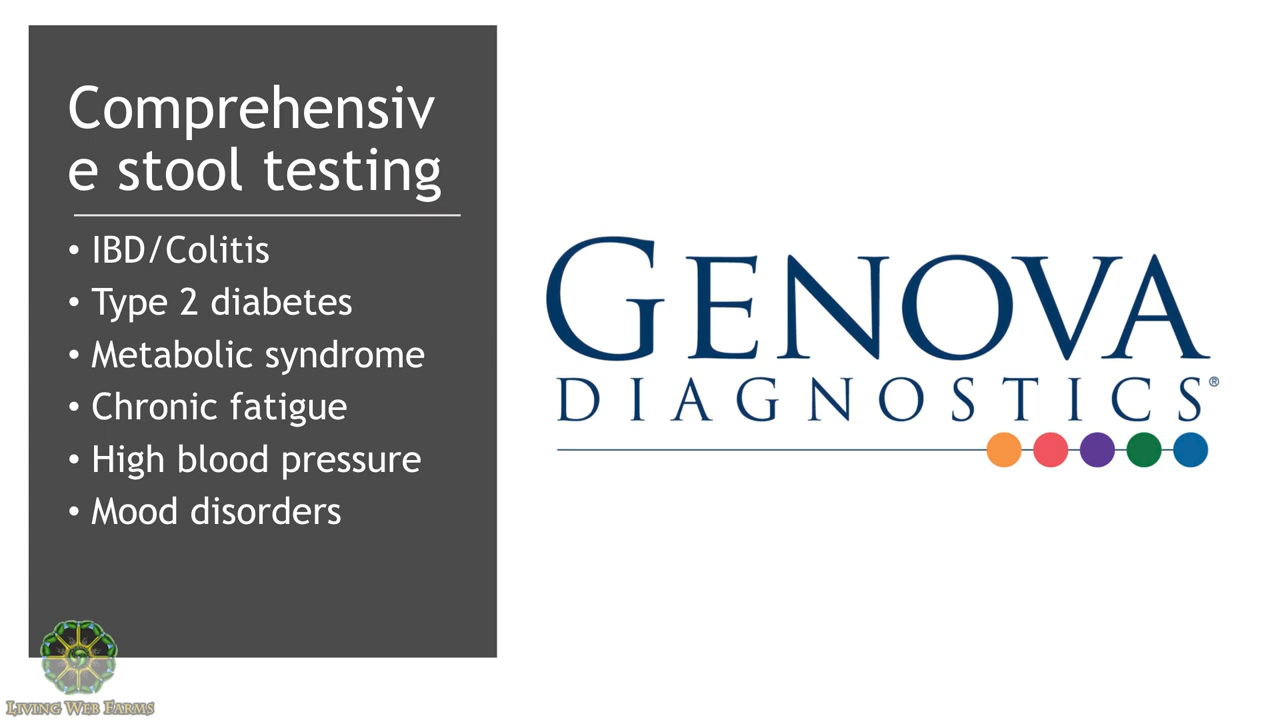 Comprehensiv
e stool testing
• IBD/Colitis
• Type 2 diabetes
• Metabolic syndrome
• Chronic fatigue
• High blood pressure
• Mood disorders
GENOVA
DIAGNOSTICS®
LIVING WEB FARMS